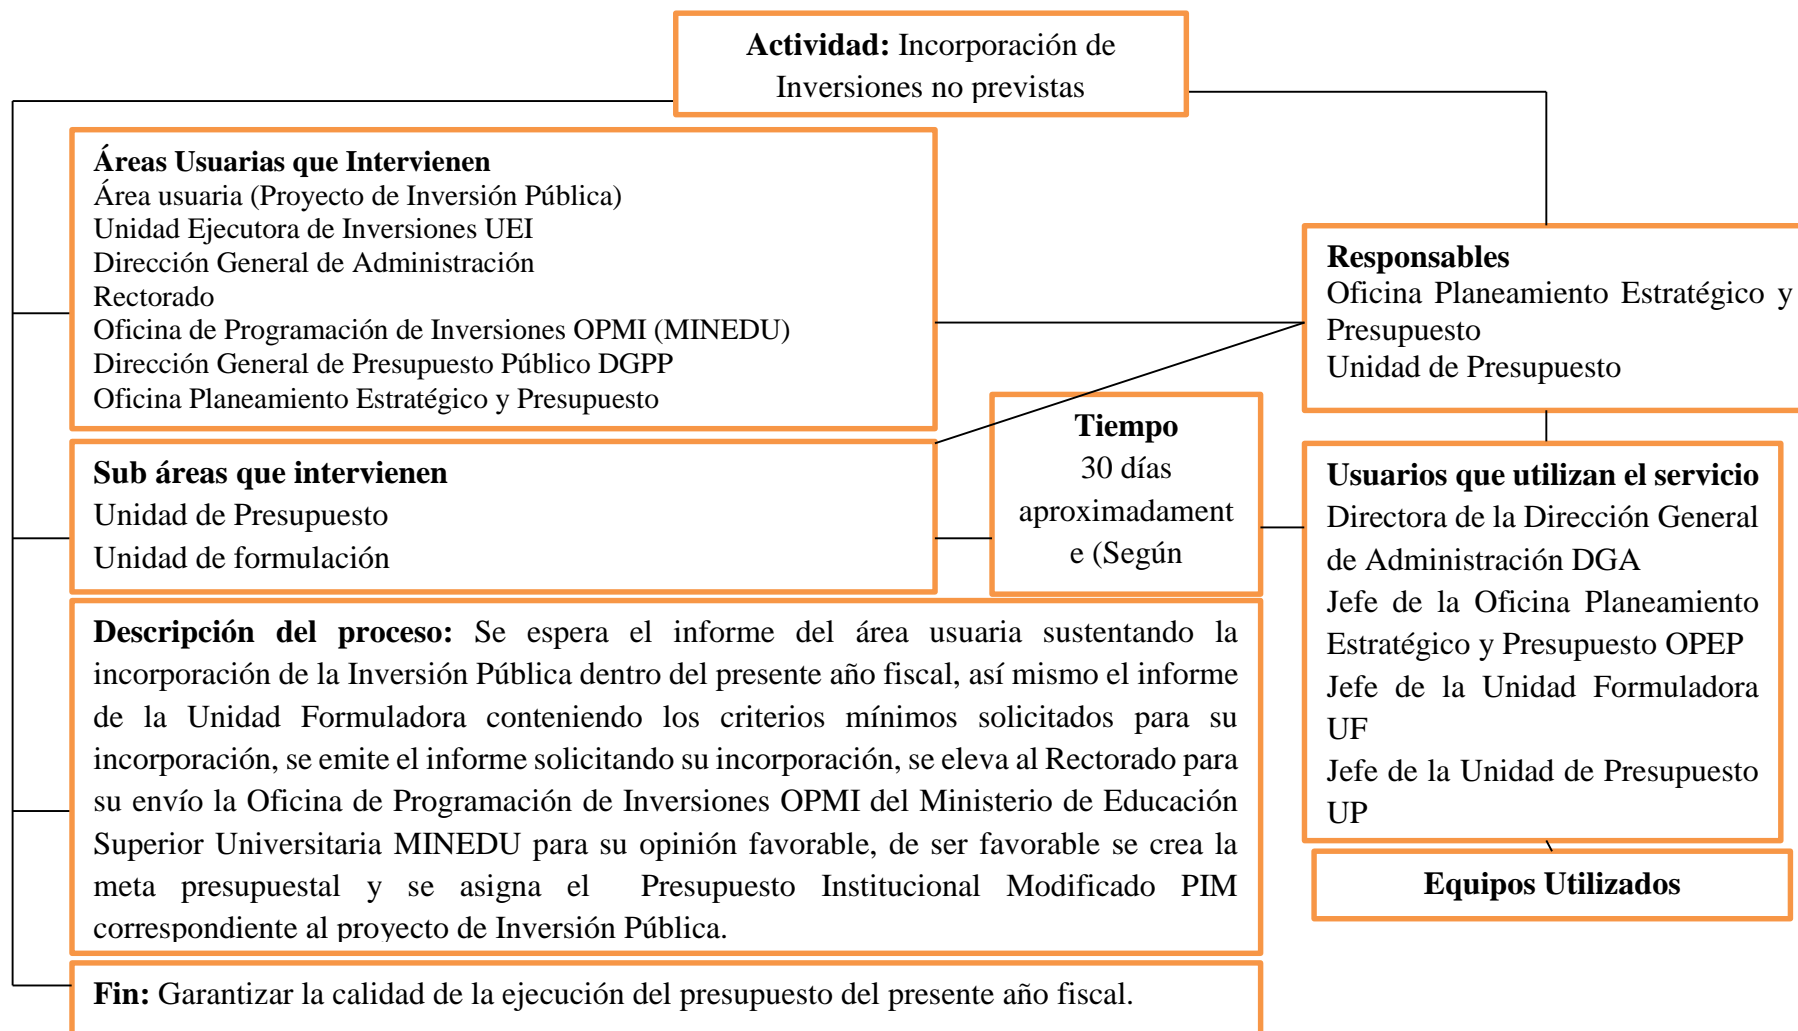 Actividad: Incorporación de
Inversiones no previstas
Áreas Usuarias que Intervienen
Área usuaria (Proyecto de Inversión Pública)
Unidad Ejecutora de Inversiones UEI
Dirección General de Administración
Rectorado
Oficina de Programación de Inversiones OPMI (MINEDU)
Dirección General de Presupuesto Público DGPP
Oficina Planeamiento Estratégico y Presupuesto
Responsables
Oficina Planeamiento Estratégico y
Presupuesto
Unidad de Presupuesto
Sub áreas que intervienen
Unidad de Presupuesto
Unidad de formulación
Tiempo
30 días
aproximadament
e (Según
Usuarios que utilizan el servicio
Directora de la Dirección General
de Administración DGA
Jefe de la Oficina Planeamiento
Estratégico y Presupuesto OPEP
Jefe de la Unidad Formuladora
UF
Jefe de la Unidad de Presupuesto
UP
Descripción del proceso: Se espera el informe del área usuaria sustentando la
incorporación de la Inversión Pública dentro del presente año fiscal, así mismo el informe
de la Unidad Formuladora conteniendo los criterios mínimos solicitados para su
incorporación, se emite el informe solicitando su incorporación, se eleva al Rectorado para
su envío la Oficina de Programación de Inversiones OPMI del Ministerio de Educación
Superior Universitaria MINEDU para su opinión favorable, de ser favorable se crea la
meta presupuestal y se asigna el Presupuesto Institucional Modificado PIM
correspondiente al proyecto de Inversión Pública.
Equipos Utilizados
Fin: Garantizar la calidad de la ejecución del presupuesto del presente año fiscal.